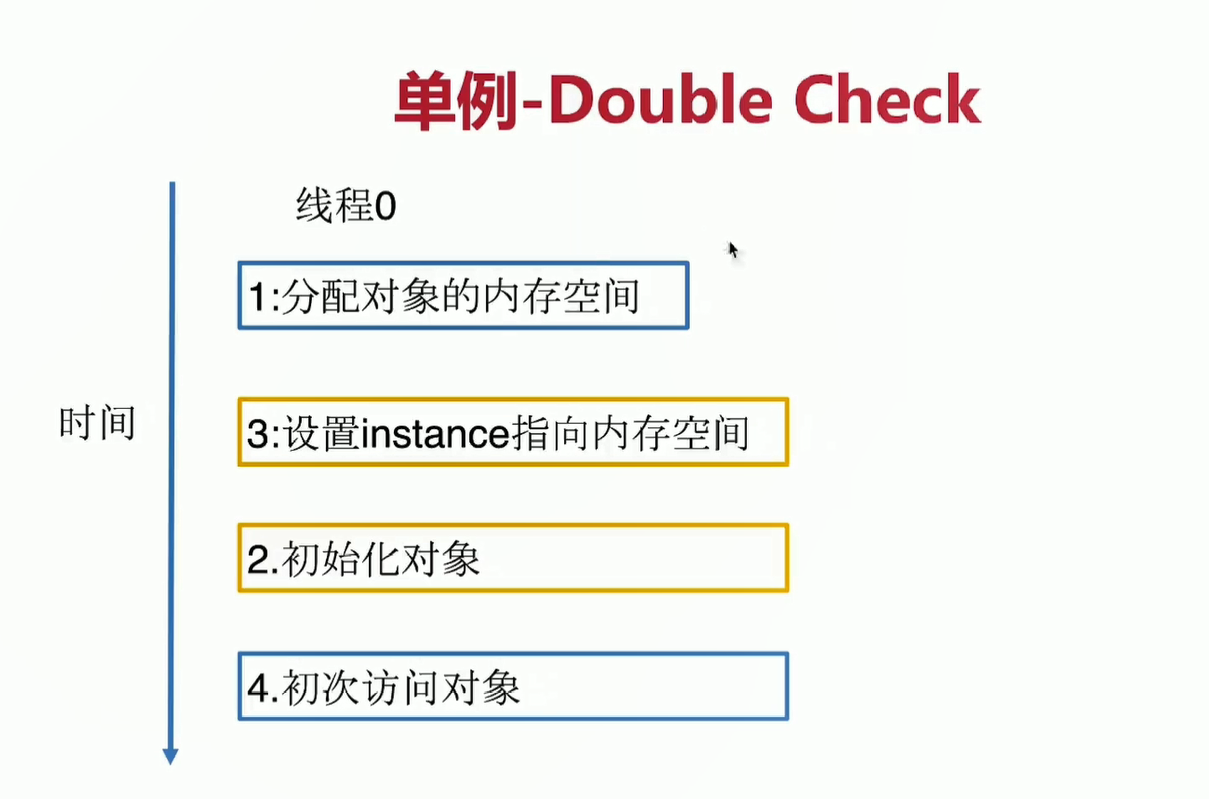 单例-Double Check
线程0
1:分配对象的内存空间
3:设置instance指向内存空间
时间
2.初始化对象
4.初次访问对象